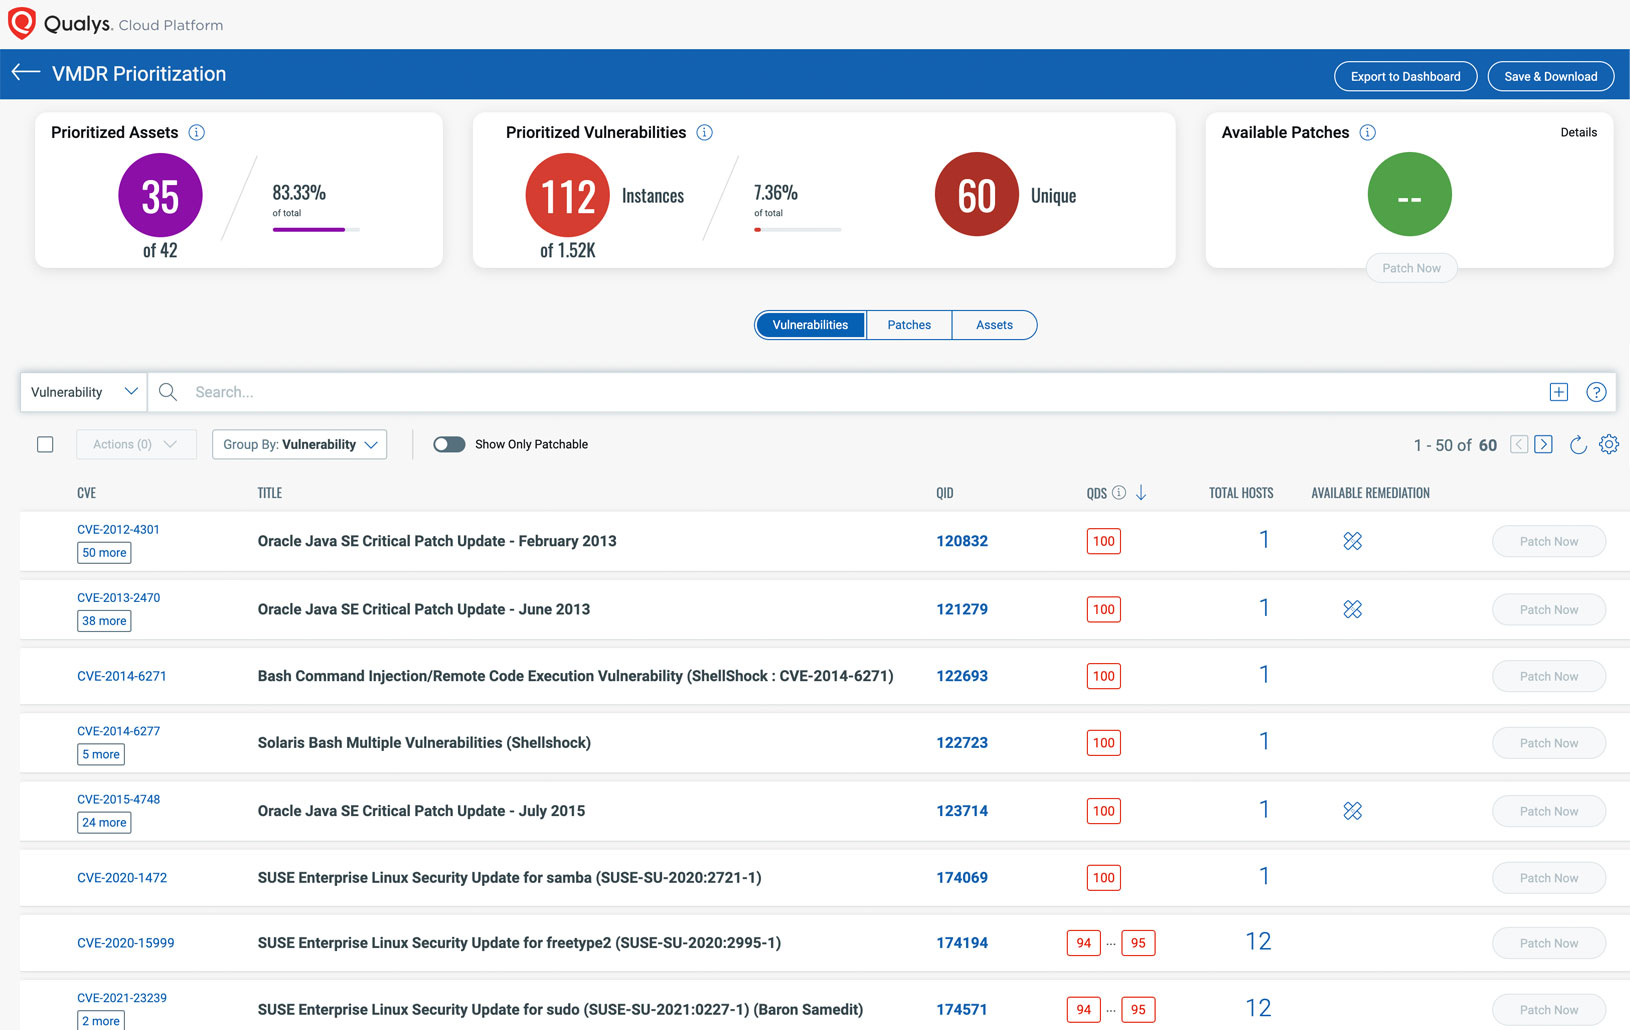 Qualys. Cloud Platform
VMDR Prioritization
Export to Dashboard
Save & Download
Prioritized Assets
35
of 42
83.33%
of total
Prioritized Vulnerabilities
112 Instances
of 1.52K
7.36%
of total
60 Unique
Available Patches
Details
--
Patch Now
Vulnerabilities
Patches
Assets
Vulnerability
Search...
Actions (0)
Group By: Vulnerability
Show Only Patchable
1 - 50 of 60
CVE TITLE QID QDS TOTAL HOSTS AVAILABLE REMEDIATION
CVE-2012-4301
50 more
Oracle Java SE Critical Patch Update - February 2013 120832 100 1 Patch Now
CVE-2013-2470
38 more
Oracle Java SE Critical Patch Update - June 2013 121279 100 1 Patch Now
CVE-2014-6271 Bash Command Injection/Remote Code Execution Vulnerability (ShellShock : CVE-2014-6271) 122693 100 1 Patch Now
CVE-2014-6277
5 more
Solaris Bash Multiple Vulnerabilities (Shellshock) 122723 100 1 Patch Now
CVE-2015-4748
24 more
Oracle Java SE Critical Patch Update - July 2015 123714 100 1 Patch Now
CVE-2020-1472 SUSE Enterprise Linux Security Update for samba (SUSE-SU-2020:2721-1) 174069 100 1 Patch Now
CVE-2020-15999 SUSE Enterprise Linux Security Update for freetype2 (SUSE-SU-2020:2995-1) 174194 94 ... 95 12 Patch Now
CVE-2021-23239
2 more
SUSE Enterprise Linux Security Update for sudo (SUSE-SU-2021:0227-1) (Baron Samedit) 174571 94 ... 95 12 Patch Now